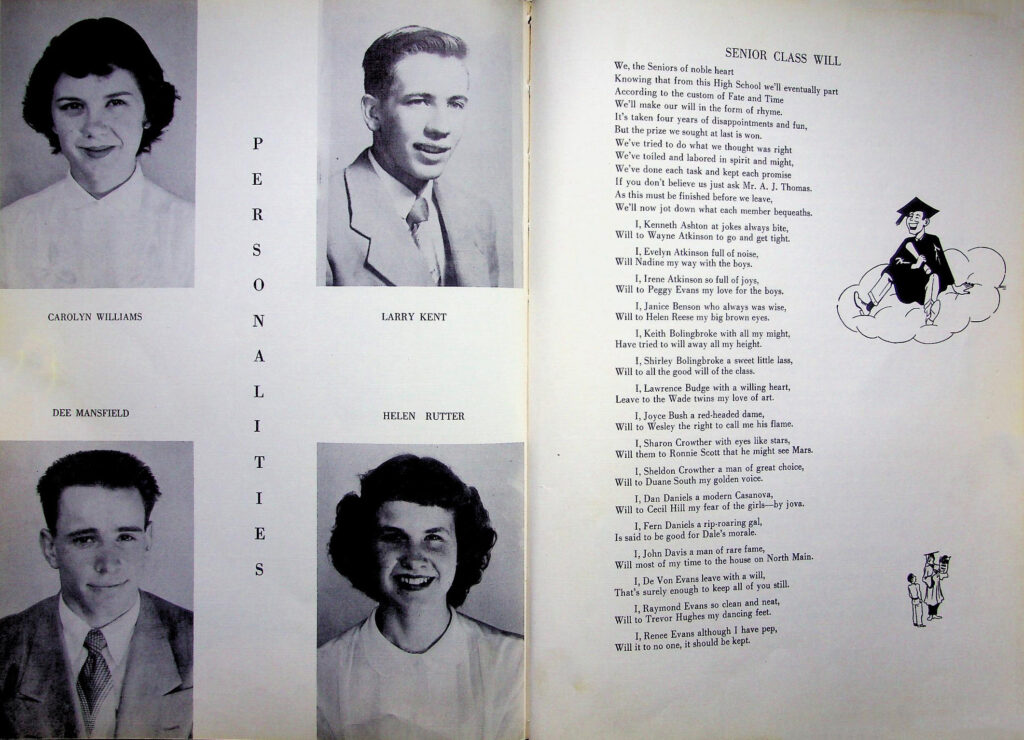 CAROLYN WILLIAMS
LARRY KENT
PERSONALITIES
DEE MANSFIELD
HELEN RUTTER
SENIOR CLASS WILL
We, the Seniors of noble heart
Knowing that from this High School we'll eventually part
According to the custom of Fate and Time
We'll make our will in the form of rhyme.
It's taken four years of disappointments and fun,
But the prize we sought at last is won.
We've tried to do what we thought was right
We've toiled and labored in spirit and might,
We've done each task and kept each promise
If you don't believe us just ask Mr. A. J. Thomas.
As this must be finished before we leave,
We'll now jot down what each member bequeaths.
I, Kenneth Ashton at jokes always bite,
Will to Wayne Atkinson to go and get tight.
I, Evelyn Atkinson full of noise,
Will Nadine my way with the boys.
I, Irene Atkinson so full of joys,
Will to Peggy Evans my love for the boys.
I, Janice Benson who always was wise,
Will to Helen Reese my big brown eyes.
I, Keith Bolingbroke with all my might,
Have tried to will away all my height.
I, Shirley Bolingbroke a sweet little lass,
Will to all the good will of the class.
I, Lawrence Budge with a willing heart,
Leave to the Wade twins my love of art.
I, Joyce Bush a red-headed dame,
Will to Wesley the right to call me his flame.
I, Sharon Crowther with eyes like stars,
Will them to Ronnie Scott that he might see Mars.
I, Sheldon Crowther a man of great choice,
Will to Duane South my golden voice.
I, Dan Daniels a modern Casanova,
Will to Cecil Hill my fear of the girls—by jova.
I, Fern Daniels a rip-roaring gal,
Is said to be good for Dale's morale.
I, John Davis a man of rare fame,
Will most of my time to the house on North Main.
I, De Von Evans leave with a will,
That's surely enough to keep all of you still.
I, Raymond Evans so clean and neat,
Will to Trevor Hughes my dancing feet.
I, Renee Evans although I have pep,
Will it to no one, it should be kept.